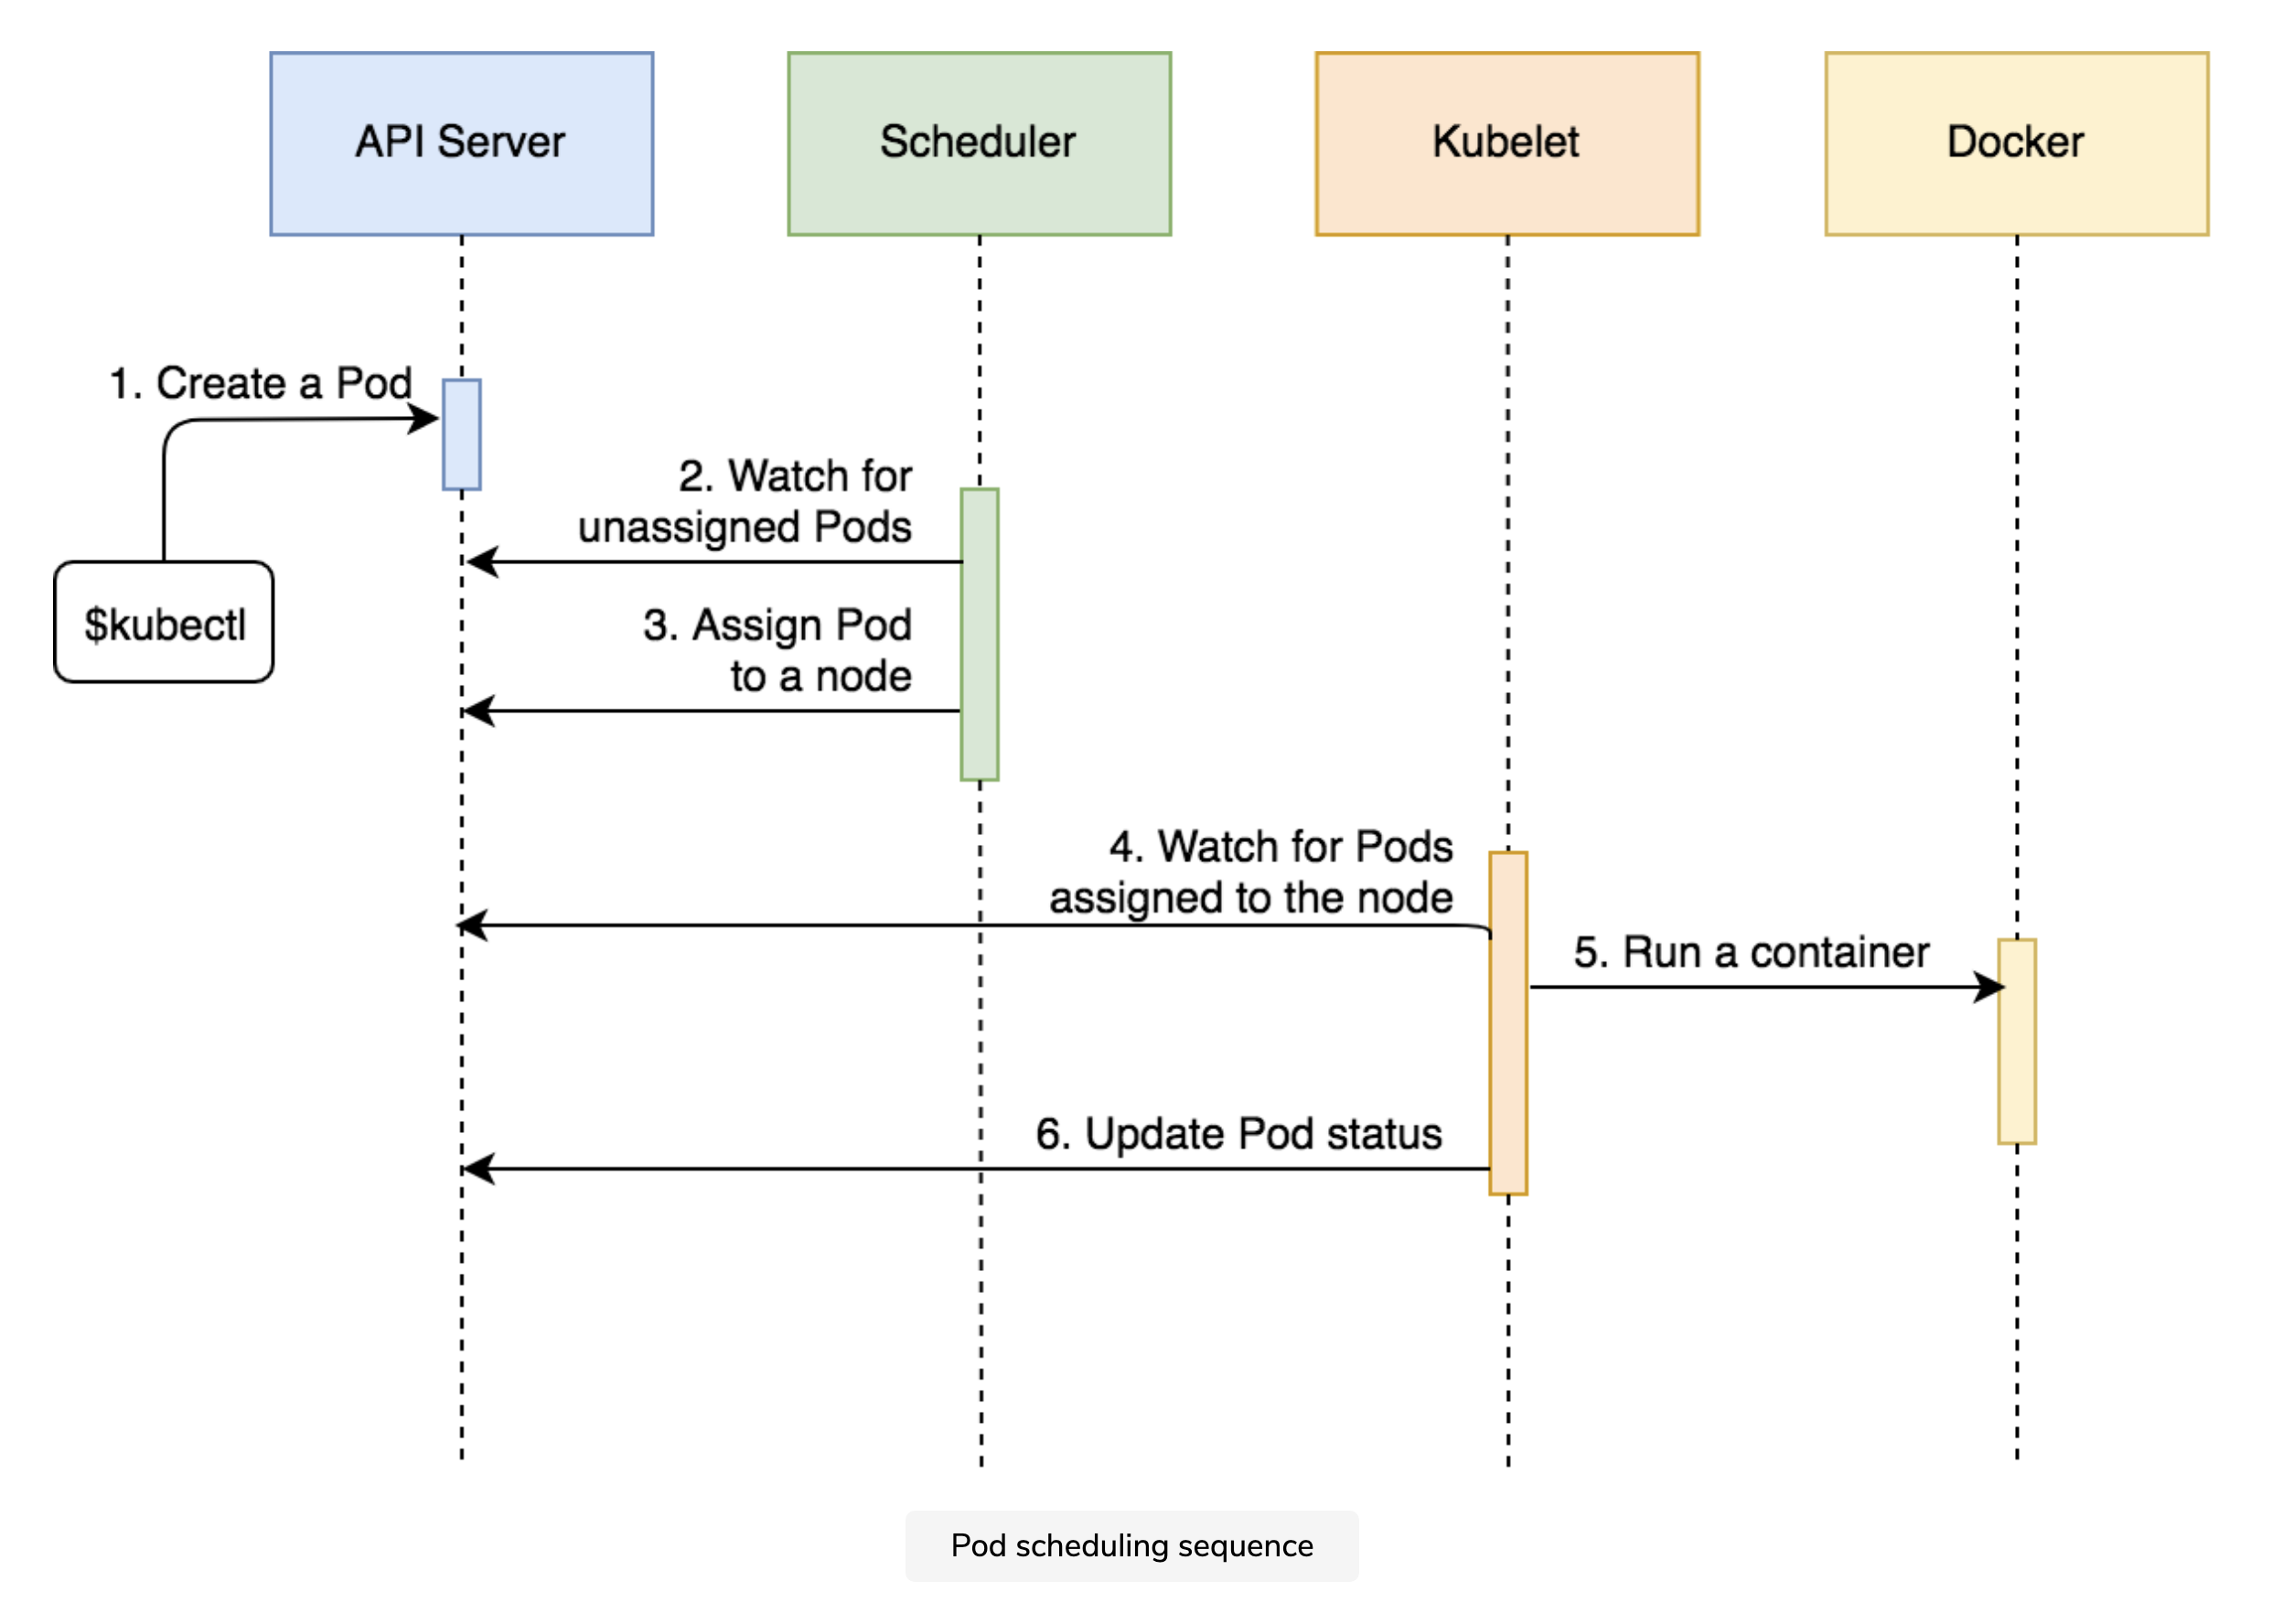 API Server
Scheduler
Kubelet
Docker
1. Create a Pod
2. Watch for
unassigned Pods
$kubectl
3. Assign Pod
to a node
4. Watch for Pods
assigned to the node
5. Run a container
6. Update Pod status
Pod scheduling sequence